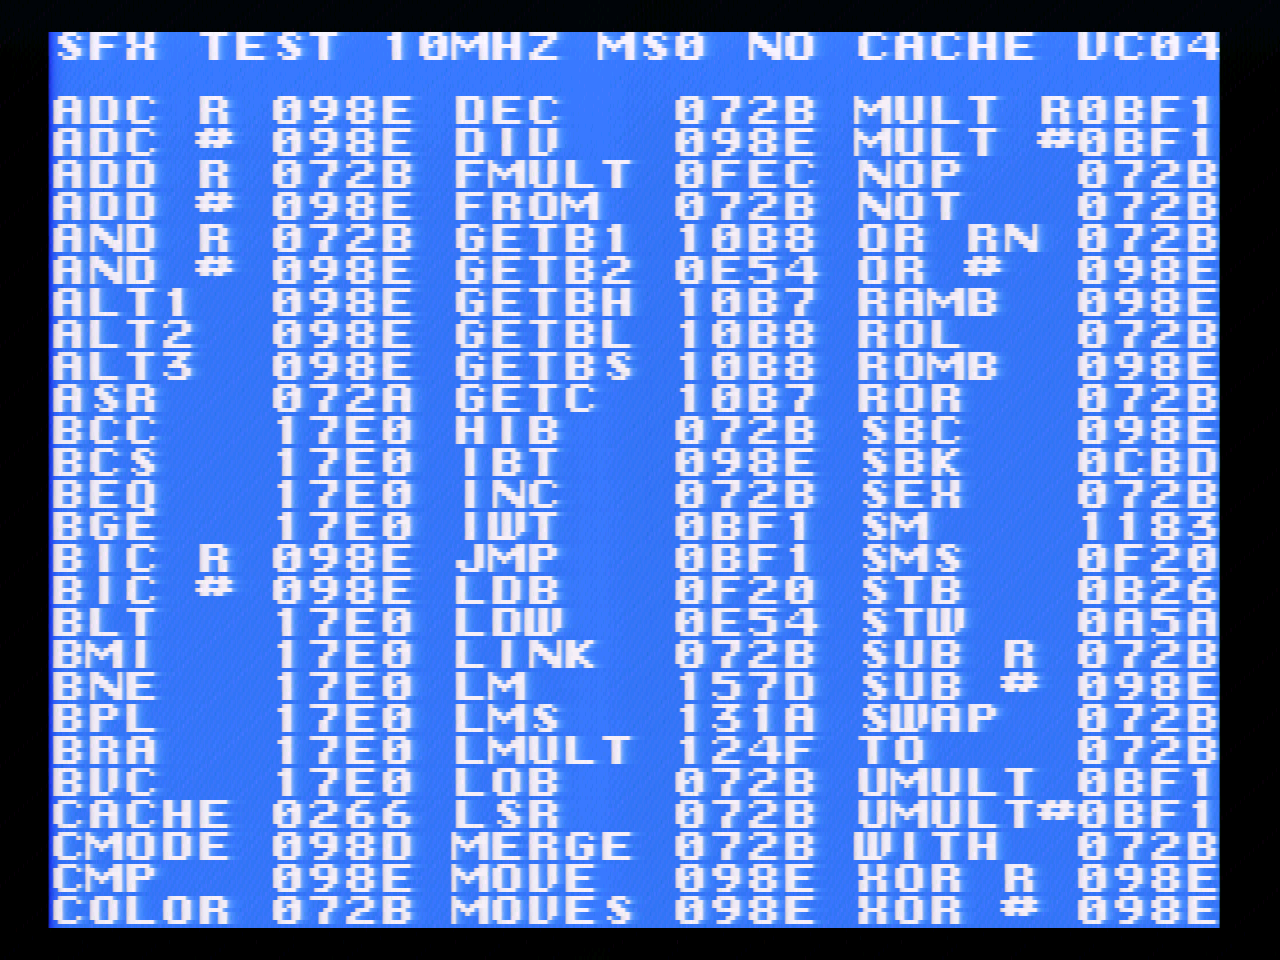 SFX TEST 10MHZ MS0 NO CACHE VC04
ADC R 098E DEC 072B MULT R0BF1
ADC # 098E DIV 098E MULT #0BF1
ADD R 072B FMULT 0FEC NOP 072B
ADD # 098E FROM 072B NOT 072B
AND R 072B GETB1 10B8 OR RN 072B
AND # 098E GETB2 0E54 OR # 098E
ALT1 098E GETBH 10B7 RAMB 098E
ALT2 098E GETBL 10B8 ROL 072B
ALT3 098E GETBS 10B8 ROMB 098E
ASR 072A GETC 10B7 ROR 072B
BCC 17E0 HIB 072B SBC 098E
BCS 17E0 IBT 098E SBK 0CBD
BEQ 17E0 INC 072B SEX 072B
BGE 17E0 IWT 0BF1 SM 1183
BIC R 098E JMP 0BF1 SMS 0F20
BIC # 098E LDB 0F20 STB 0B26
BLT 17E0 LDW 0E54 STW 0A5A
BMI 17E0 LINK 072B SUB R 072B
BNE 17E0 LM 157D SUB # 098E
BPL 17E0 LMS 131A SWAP 072B
BRA 17E0 LMULT 124F TO 072B
BVC 17E0 LOB 072B UMULT 0BF1
CACHE 0266 LSR 072B UMULT#0BF1
CMODE 098D MERGE 072B WITH 072B
CMP 098E MOVE 098E XOR R 098E
COLOR 072B MOVES 098E XOR # 098E